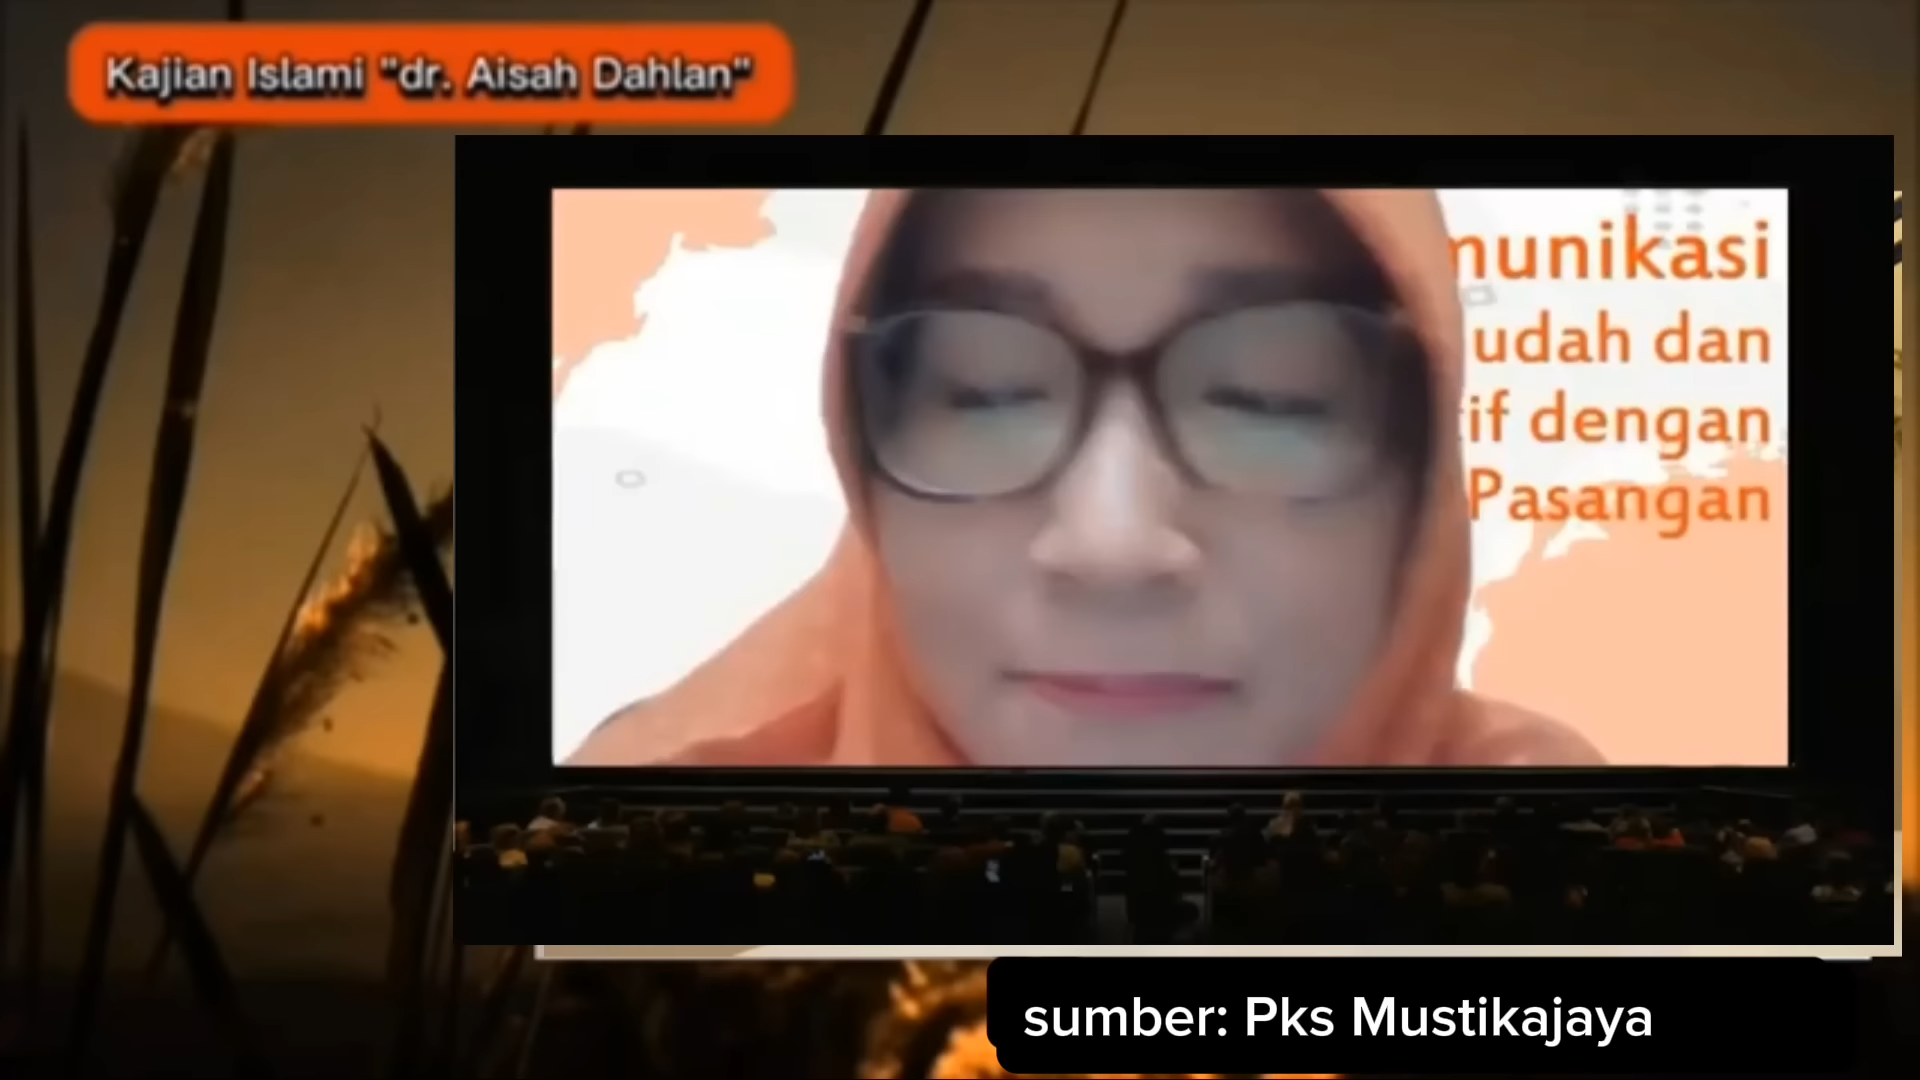 Kajian Islami "dr. Aisah Dahlan"
munikasi
udah dan
if dengan
Pasangan
sumber: Pks Mustikajaya